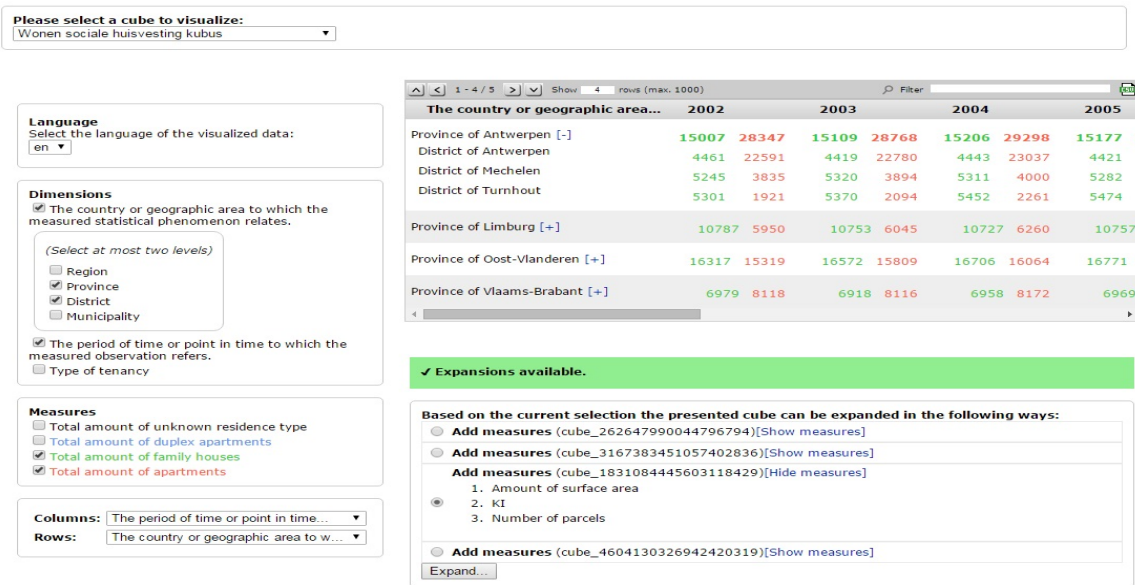 Please select a cube to visualize:
Wonen sociale huisvesting kubus
Language
Select the language of the visualized data:
en
Dimensions
The country or geographic area to which the
measured statistical phenomenon relates.
(Select at most two levels)
Region
Province
District
Municipality
The period of time or point in time to which the
measured observation refers.
Type of tenancy
Measures
Total amount of unknown residence type
Total amount of duplex apartments
Total amount of family houses
Total amount of apartments
Columns: The period of time or point in time...
Rows: The country or geographic area to w...
1 - 4 / 5 Show 4 rows (max. 1000) Filter CSV
The country or geographic area... 2002 2003 2004 2005
Province of Antwerpen [-] 15007 28347 15109 28768 15206 29298 15177
District of Antwerpen 4461 22591 4419 22780 4443 23037 4421
District of Mechelen 5245 3835 5320 3894 5311 4000 5282
District of Turnhout 5301 1921 5370 2094 5452 2261 5474
Province of Limburg [+] 10787 5950 10753 6045 10727 6260 10757
Province of Oost-Vlanderen [+] 16317 15319 16572 15809 16706 16064 16771
Province of Vlaams-Brabant [+] 6979 8118 6918 8116 6958 8172 6969
✓ Expansions available.
Based on the current selection the presented cube can be expanded in the following ways:
Add measures (cube_262647990044796794)[Show measures]
Add measures (cube_3167383451057402836)[Show measures]
Add measures (cube_1831084445603118429)[Hide measures]
1. Amount of surface area
2. KI
3. Number of parcels
Add measures (cube_4604130326942420319)[Show measures]
Expand...